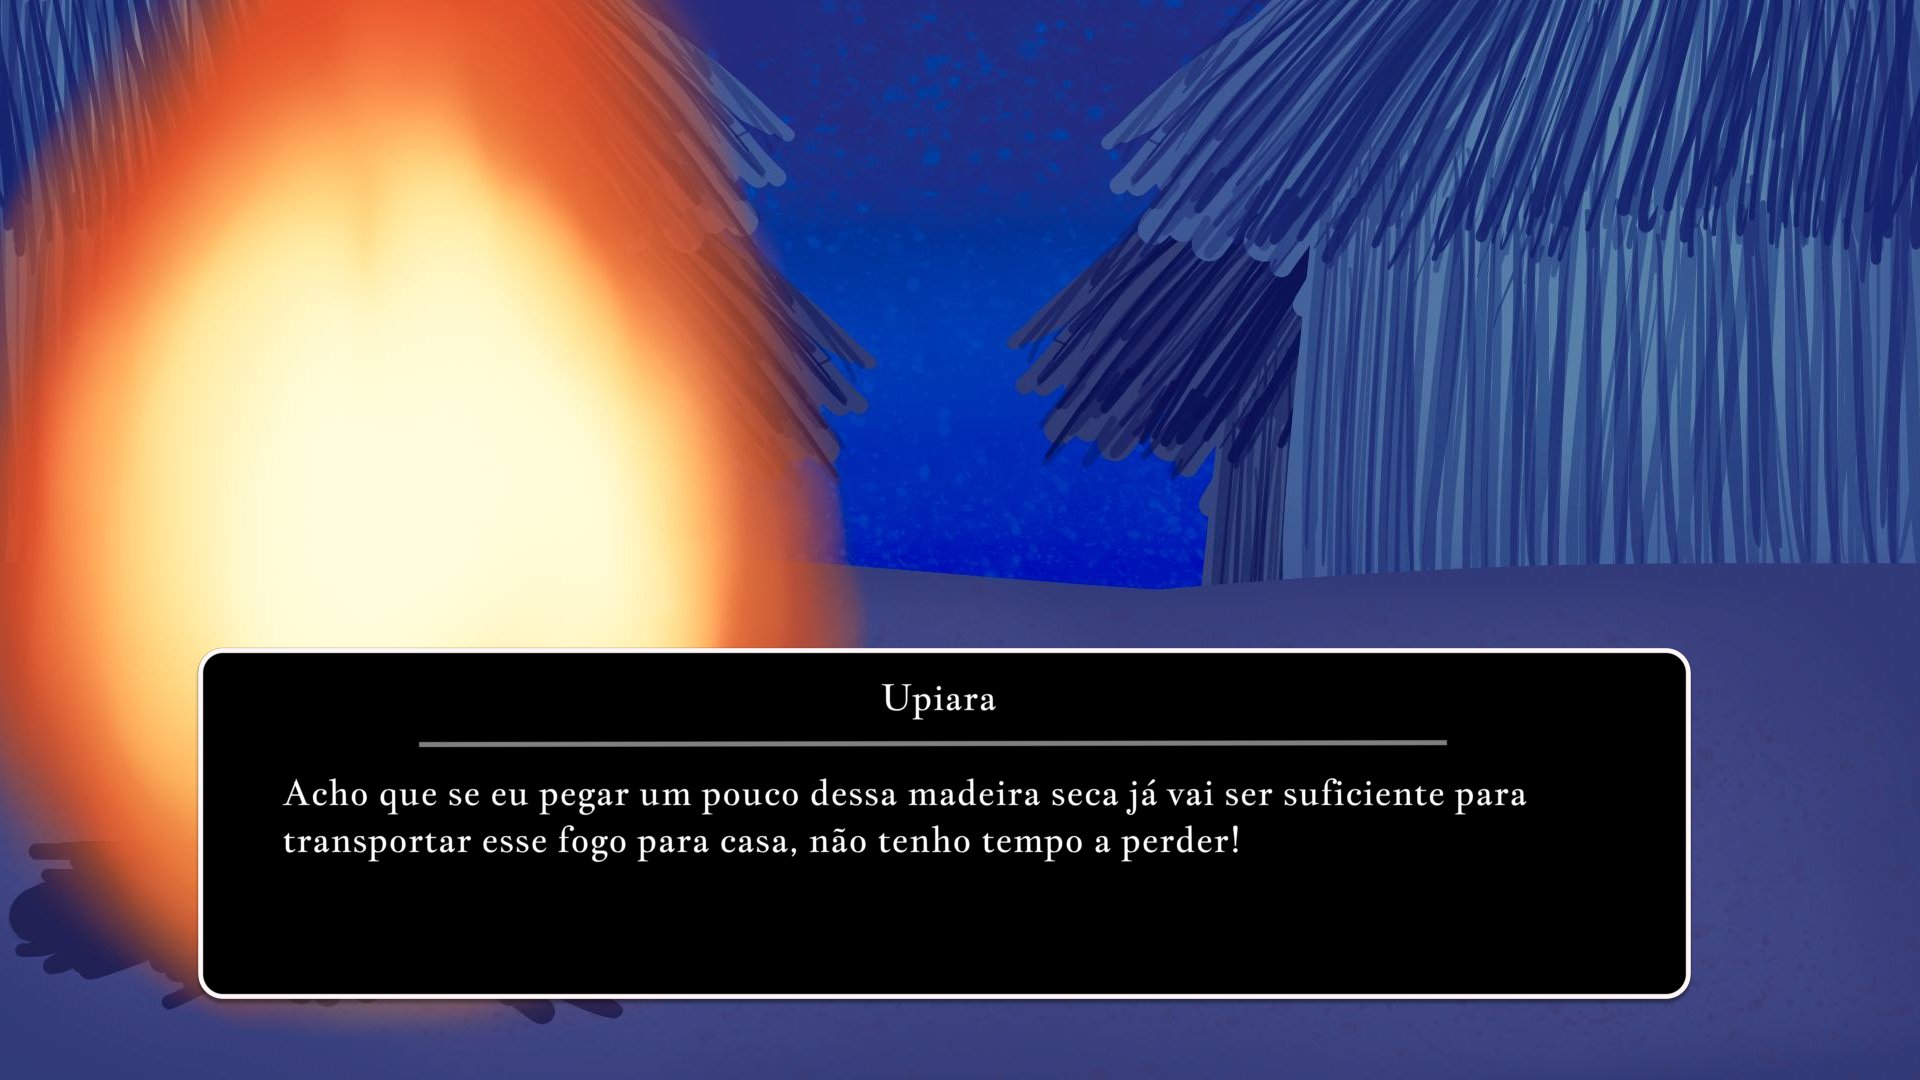 Upiara
Acho que se eu pegar um pouco dessa madeira seca já vai ser suficiente para
transportar esse fogo para casa, não tenho tempo a perder!